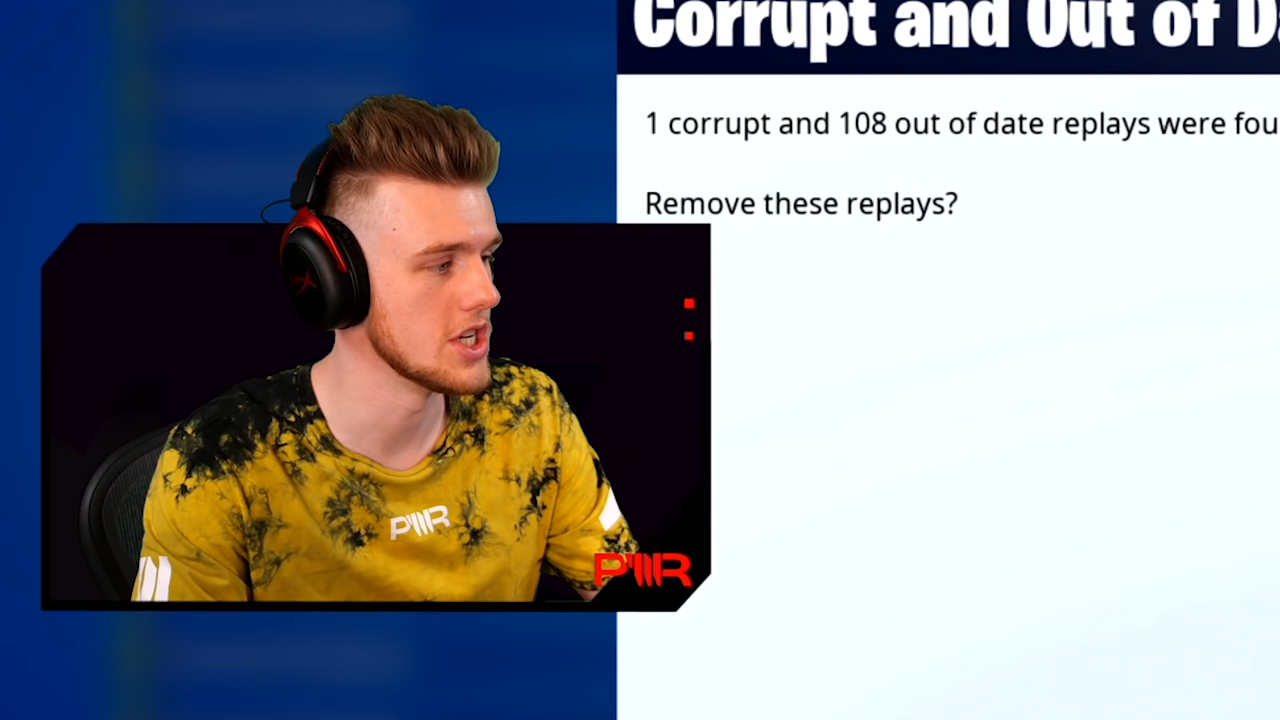 Corrupt and Out of D
1 corrupt and 108 out of date replays were fou
Remove these replays?
PWR
PWR